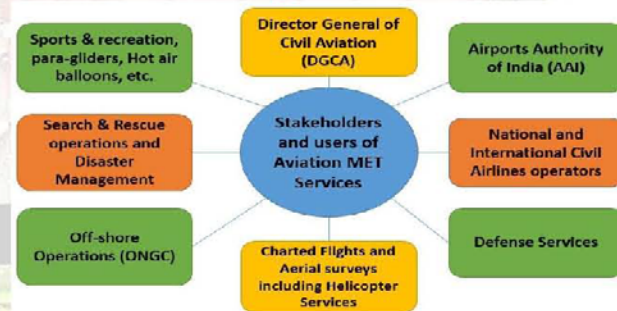 Director General of
Civil Aviation
(DGCA)
Sports & recreation,
para-gliders, Hot air
balloons, etc.
Airports Authority
of India (AAI)
Search & Rescue
operations and
Disaster
Management
Stakeholders
and users of
Aviation MET
Services
National and
International Civil
Airlines operators
Off-shore
Operations (ONGC)
Charted Flights and
Aerial surveys
including Helicopter
Services
Defense Services